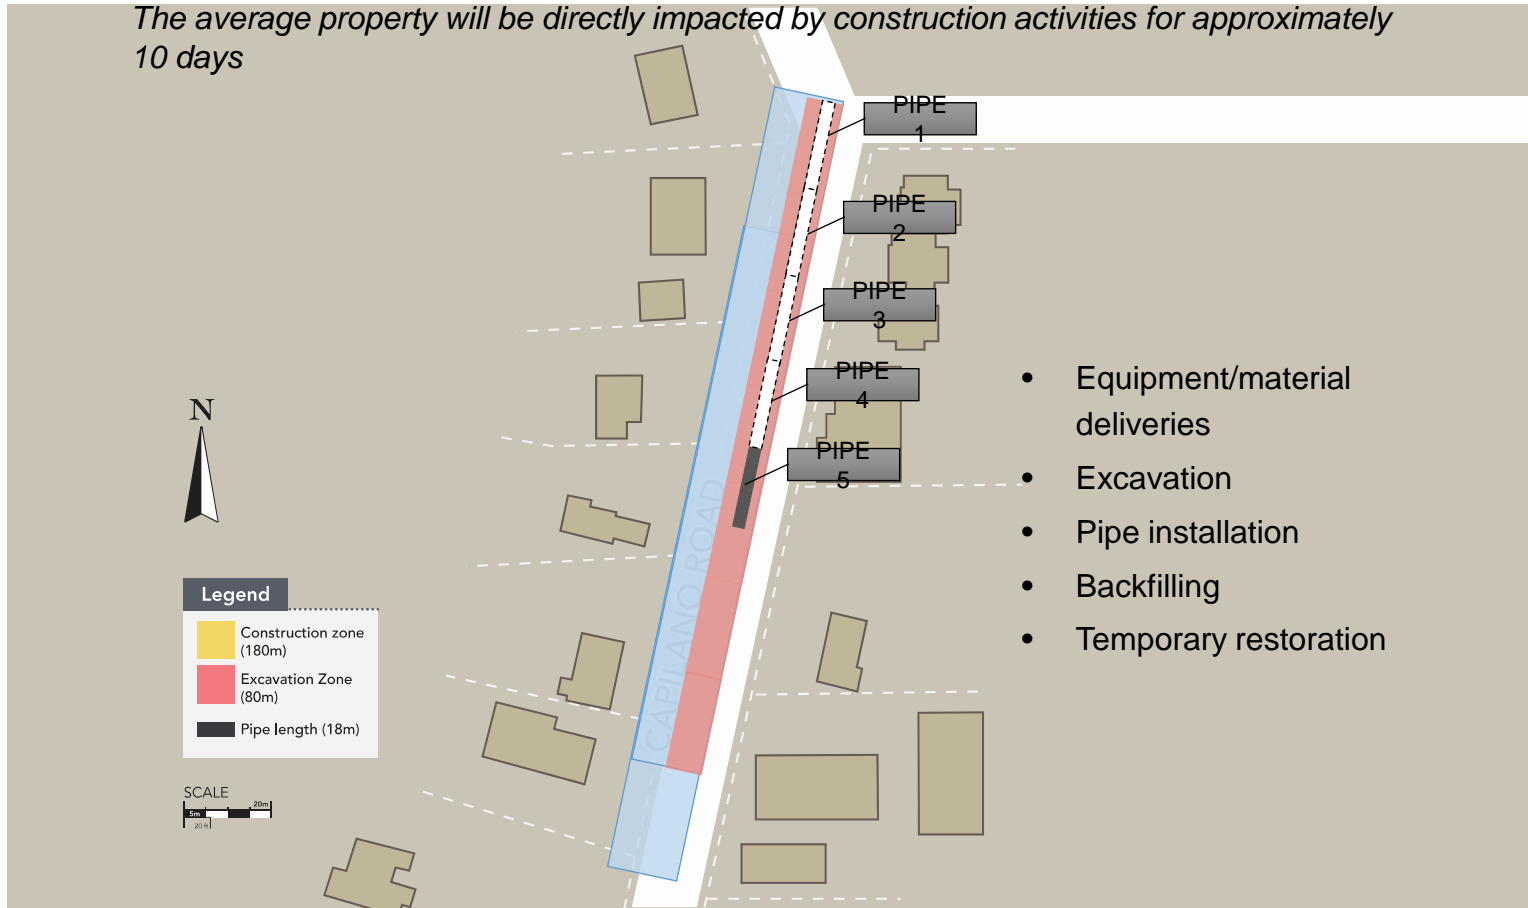 The average property will be directly impacted by construction activities for approximately
10 days
PIPE
1
PIPE
2
PIPE
3
PIPE
4
PIPE
5
• Equipment/material
deliveries
• Excavation
• Pipe installation
• Backfilling
• Temporary restoration
N
CAPILANO ROAD
Legend
Construction zone
(180m)
Excavation Zone
(80m)
Pipe length (18m)
SCALE
20m
5m
20 ft